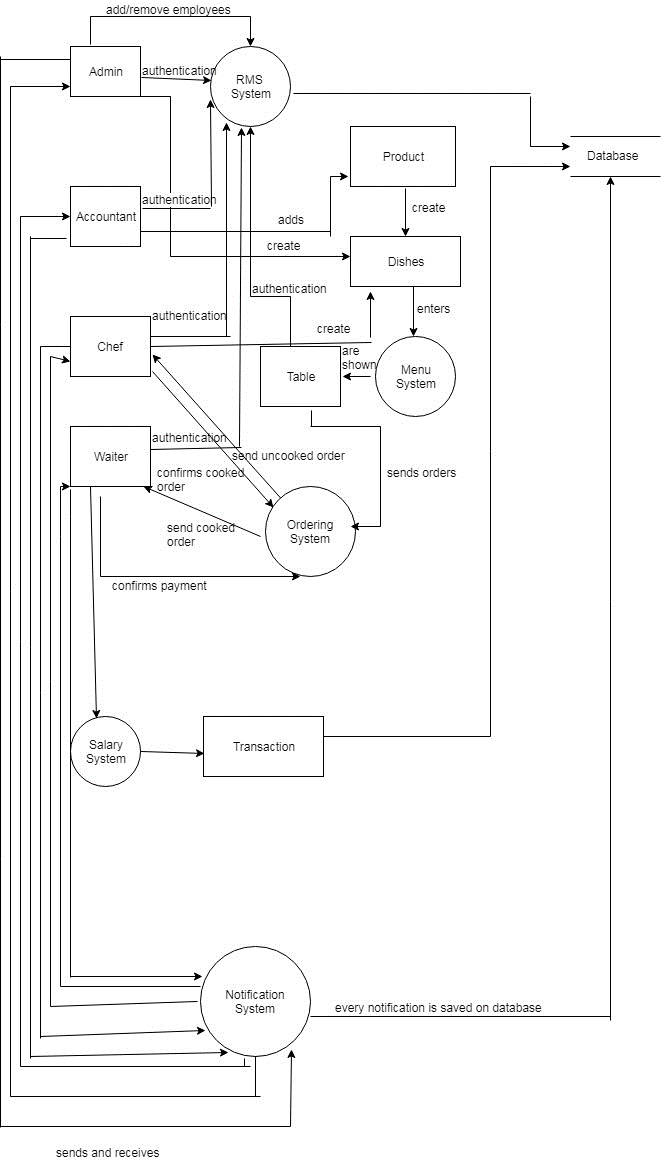 add/remove employees
Admin
authentication
RMS
System
Product
Database
Accountant
authentication
adds
create
create
Dishes
authentication
enters
authentication
create
Chef
are
shown
Table
Menu
System
Waiter
authentication
send uncooked order
confirms cooked
order
sends orders
send cooked
order
Ordering
System
confirms payment
Salary
System
Transaction
Notification
System
every notification is saved on database
sends and receives